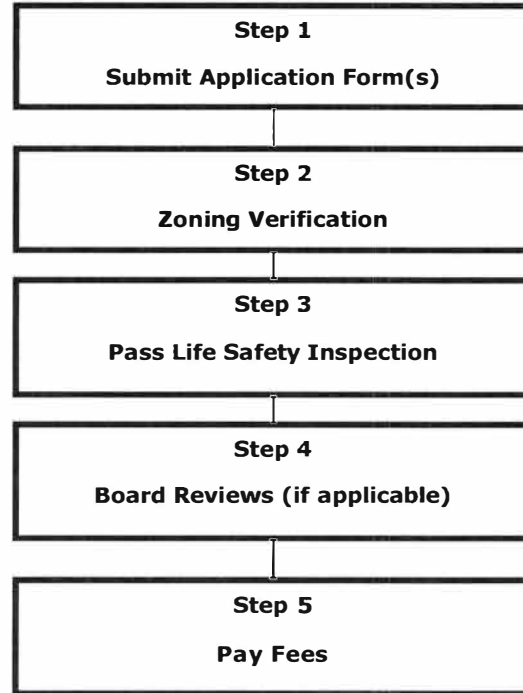 Step 1
Submit Application Form(s)
Step 2
Zoning Verification
Step 3
Pass Life Safety Inspection
Step 4
Board Reviews (if applicable)
Step 5
Pay Fees